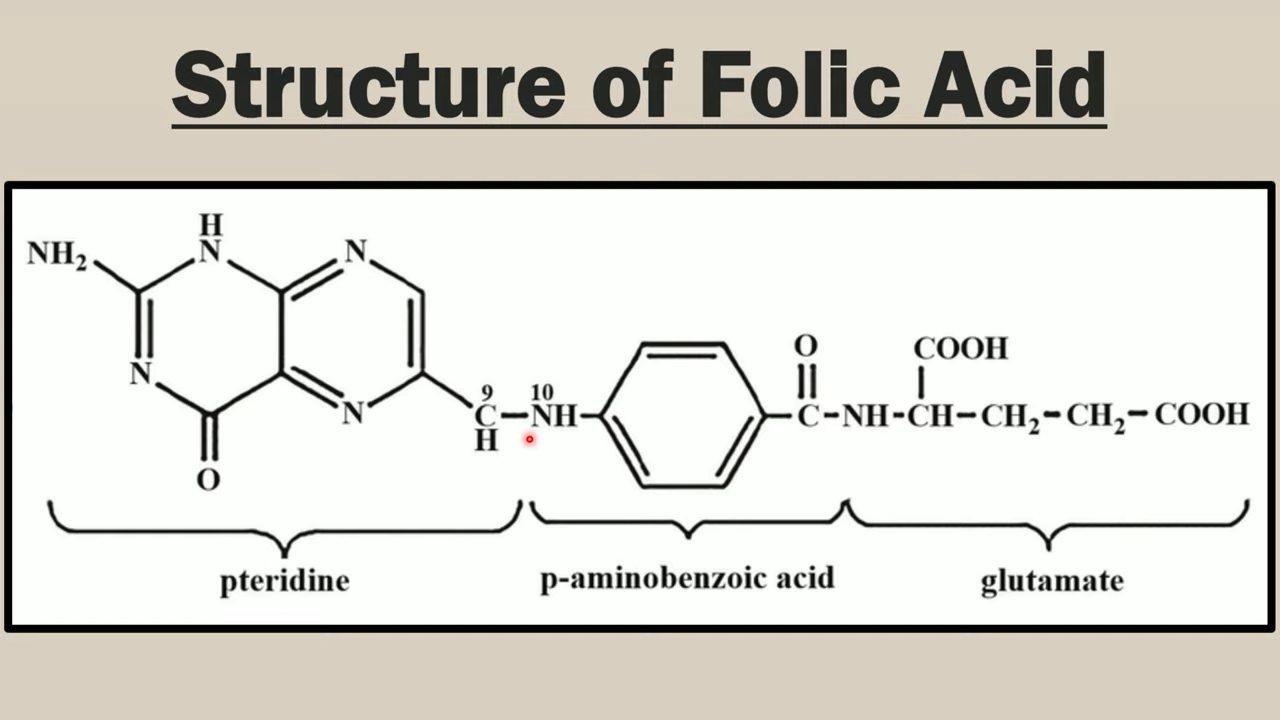 Structure of Folic Acid
H
NH₂ N N
N N
O
9 10
C NH
H
O COOH
C-NH-CH-CH₂-CH₂-COOH
pteridine p-aminobenzoic acid glutamate